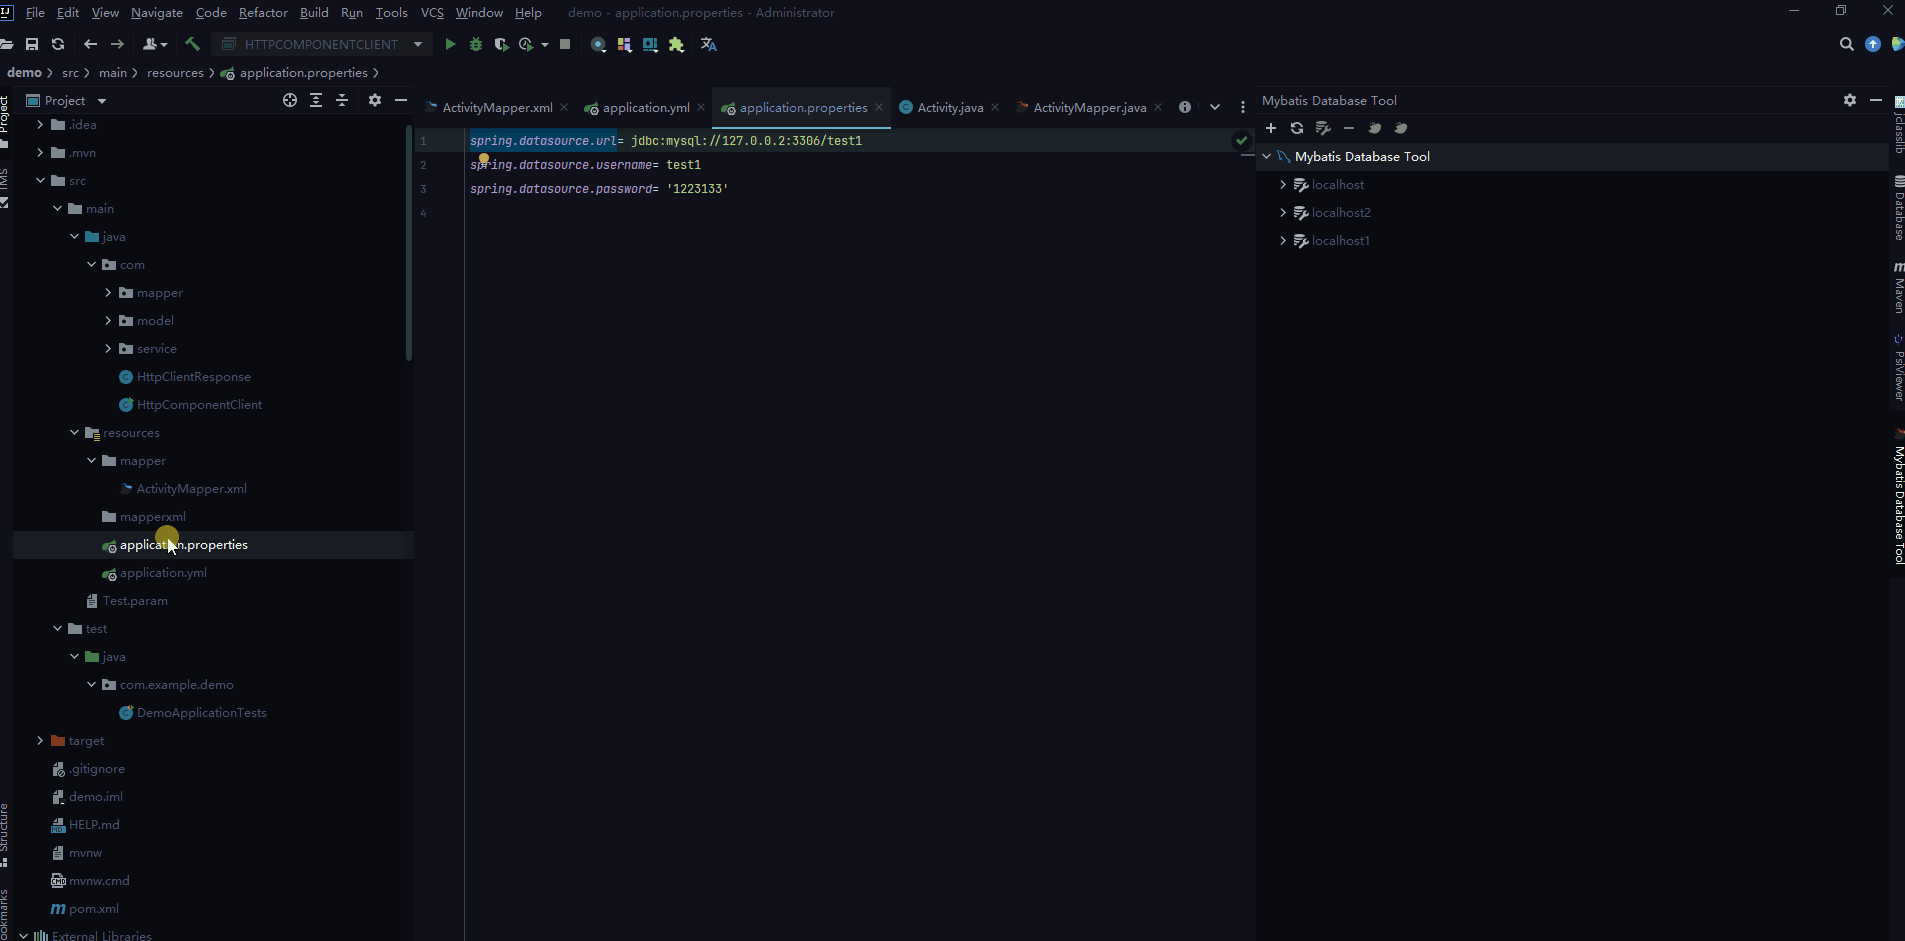 IJ File Edit View Navigate Code Refactor Build Run Tools VCS Window Help demo - application.properties - Administrator
HTTPCOMPONENTCLIENT
demo src main resources application.properties
Project
ActivityMapper.xml application.yml application.properties Activity.java ActivityMapper.java
Mybatis Database Tool
.idea
.mvn
src
main
java
com
mapper
model
service
HttpClientResponse
HttpComponentClient
resources
mapper
ActivityMapper.xml
mapperxml
application.properties
application.yml
Test.param
test
java
com.example.demo
DemoApplicationTests
target
.gitignore
demo.iml
HELP.md
mvnw
mvnw.cmd
pom.xml
External Libraries
1 spring.datasource.url= jdbc:mysql://127.0.0.2:3306/test1
2 spring.datasource.username= test1
3 spring.datasource.password= '1223133'
4
Mybatis Database Tool
localhost
localhost2
localhost1
Project
TMS
Structure
ookmarks
jclasslib
Database
Maven
PsiViewer
Mybatis Database Tool